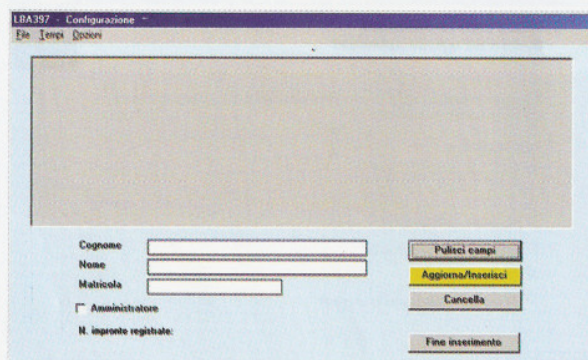 LBA397 - Configurazione
File Tempi Opzioni
Cognome
Nome
Matricola
Amministratore
N. impronte registrate:
Pulisci campi
Aggiorna/Inserisci
Cancella
Fine inserimento